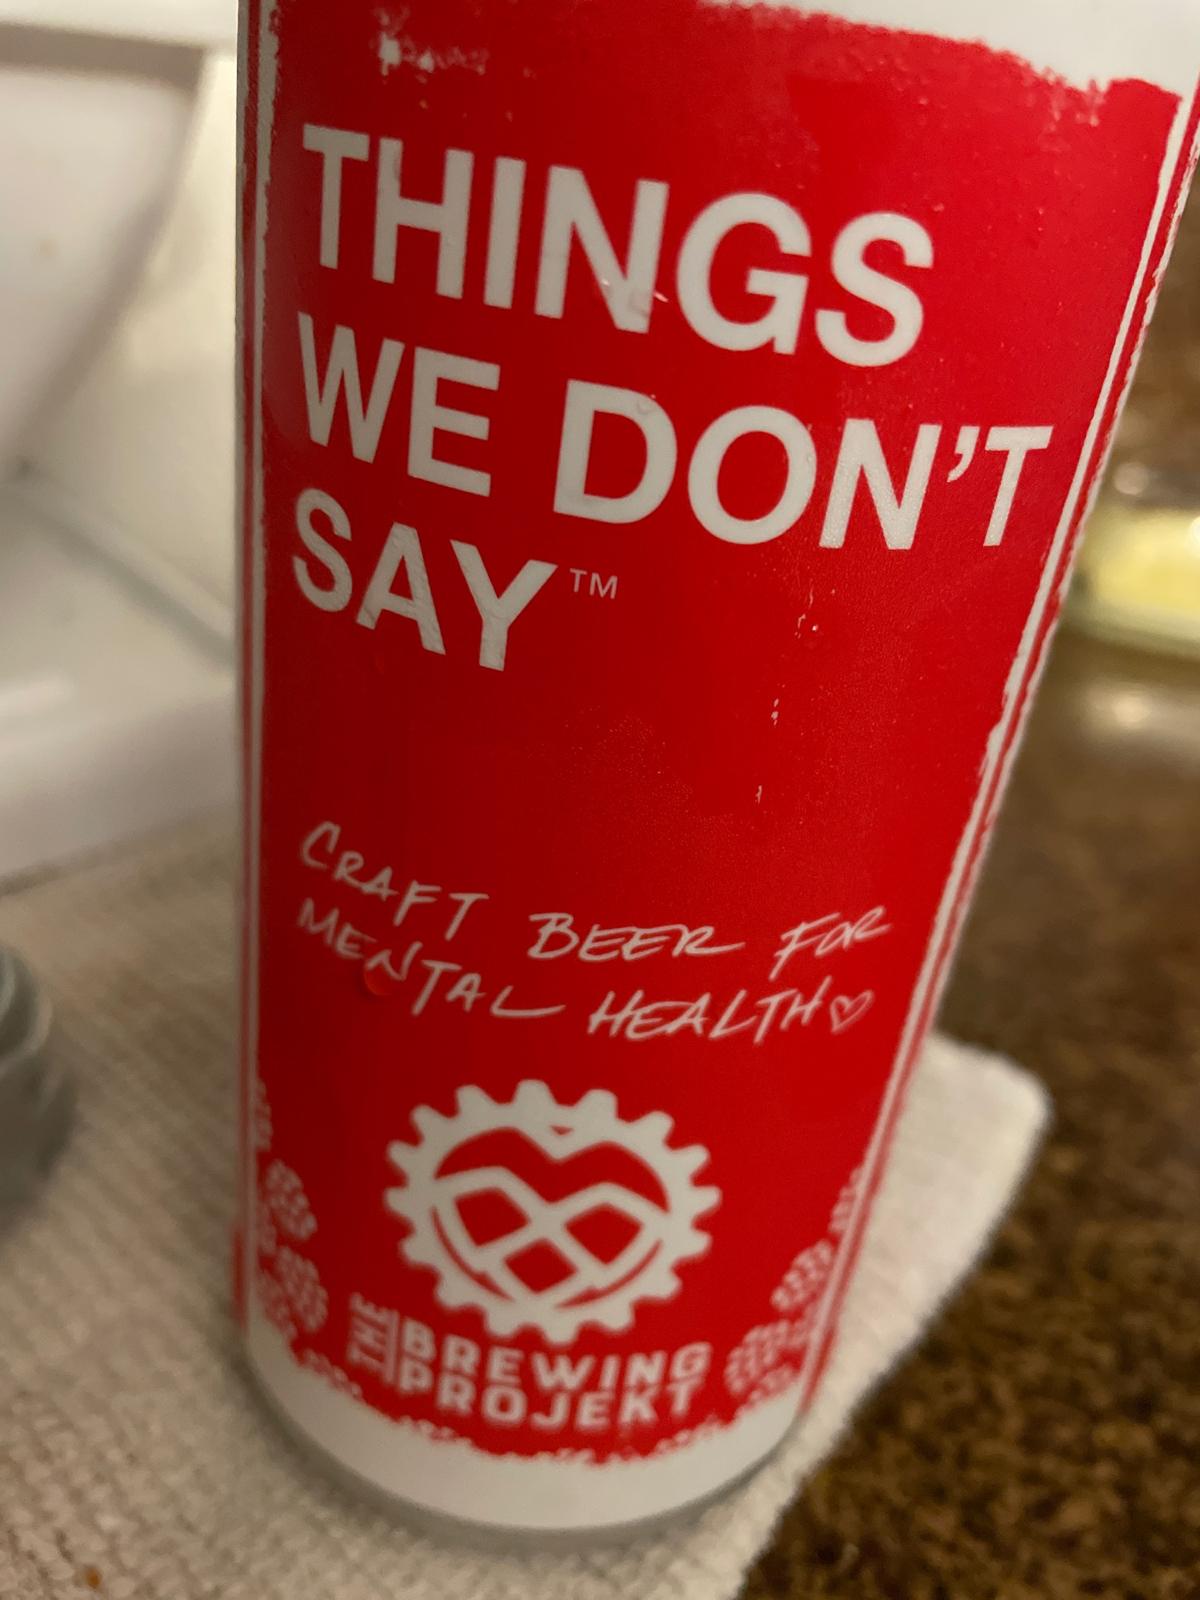 THINGS
WE DON'T
SAY™
CRAFT BEER FOR
MENTAL HEALTH♡
THE
BREWING
PROJEKT